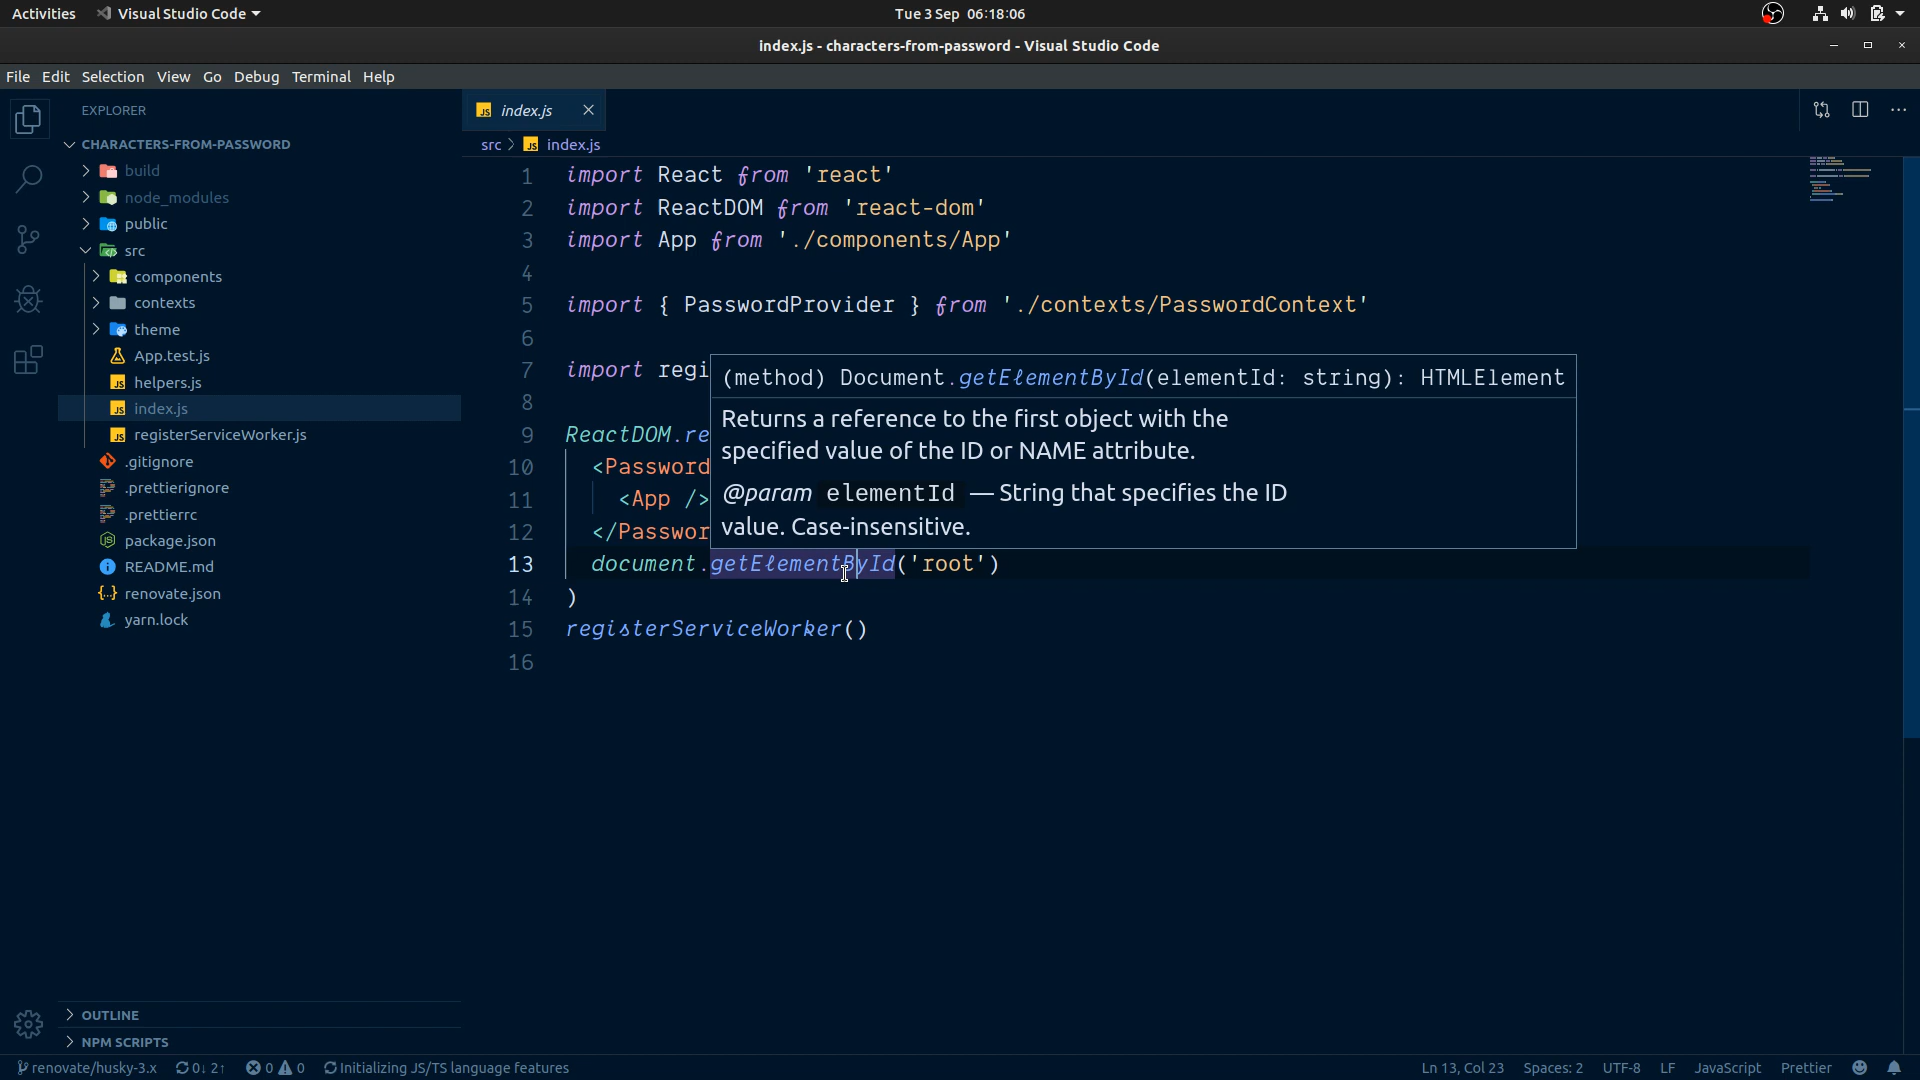 Activities Visual Studio Code Tue 3 Sep 06:18:06
index.js - characters-from-password - Visual Studio Code
File Edit Selection View Go Debug Terminal Help
EXPLORER
CHARACTERS-FROM-PASSWORD
build
node_modules
public
src
components
contexts
theme
App.test.js
helpers.js
index.js
registerServiceWorker.js
.gitignore
.prettierignore
.prettierrc
package.json
README.md
renovate.json
yarn.lock
OUTLINE
NPM SCRIPTS
JS index.js
src > JS index.js
1 import React from 'react'
2 import ReactDOM from 'react-dom'
3 import App from './components/App'
4
5 import { PasswordProvider } from './contexts/PasswordContext'
6
7 import regi
8
9 ReactDOM.re
10 <Password
11 <App />
12 </Passwor
13 document.getElementById('root')
14 )
15 registerServiceWorker()
16
(method) Document.getElementById(elementId: string): HTMLElement
Returns a reference to the first object with the
specified value of the ID or NAME attribute.
@param elementId — String that specifies the ID
value. Case-insensitive.
renovate/husky-3.x 0↓ 2↑ 0 0 Initializing JS/TS language features Ln 13, Col 23 Spaces: 2 UTF-8 LF JavaScript Prettier